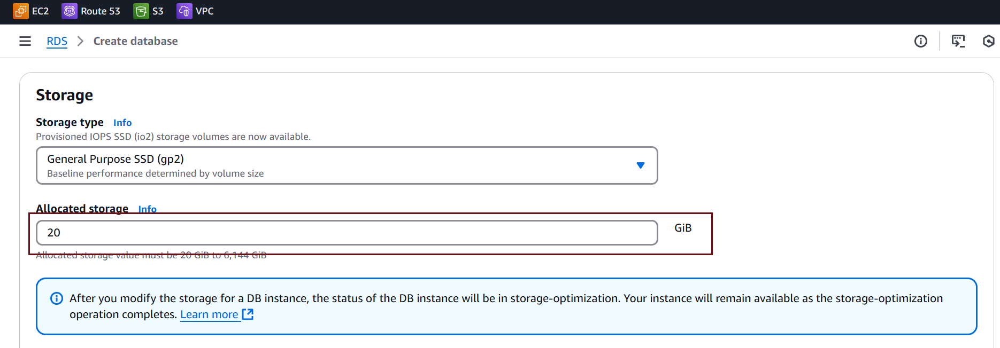 EC2 Route 53 S3 VPC
RDS Create database
Storage
Storage type Info
Provisioned IOPS SSD (io2) storage volumes are now available.
General Purpose SSD (gp2)
Baseline performance determined by volume size
Allocated storage Info
20 GiB
Allocated storage value must be 20 GiB to 6,144 GiB
After you modify the storage for a DB instance, the status of the DB instance will be in storage-optimization. Your instance will remain available as the storage-optimization
operation completes. Learn more